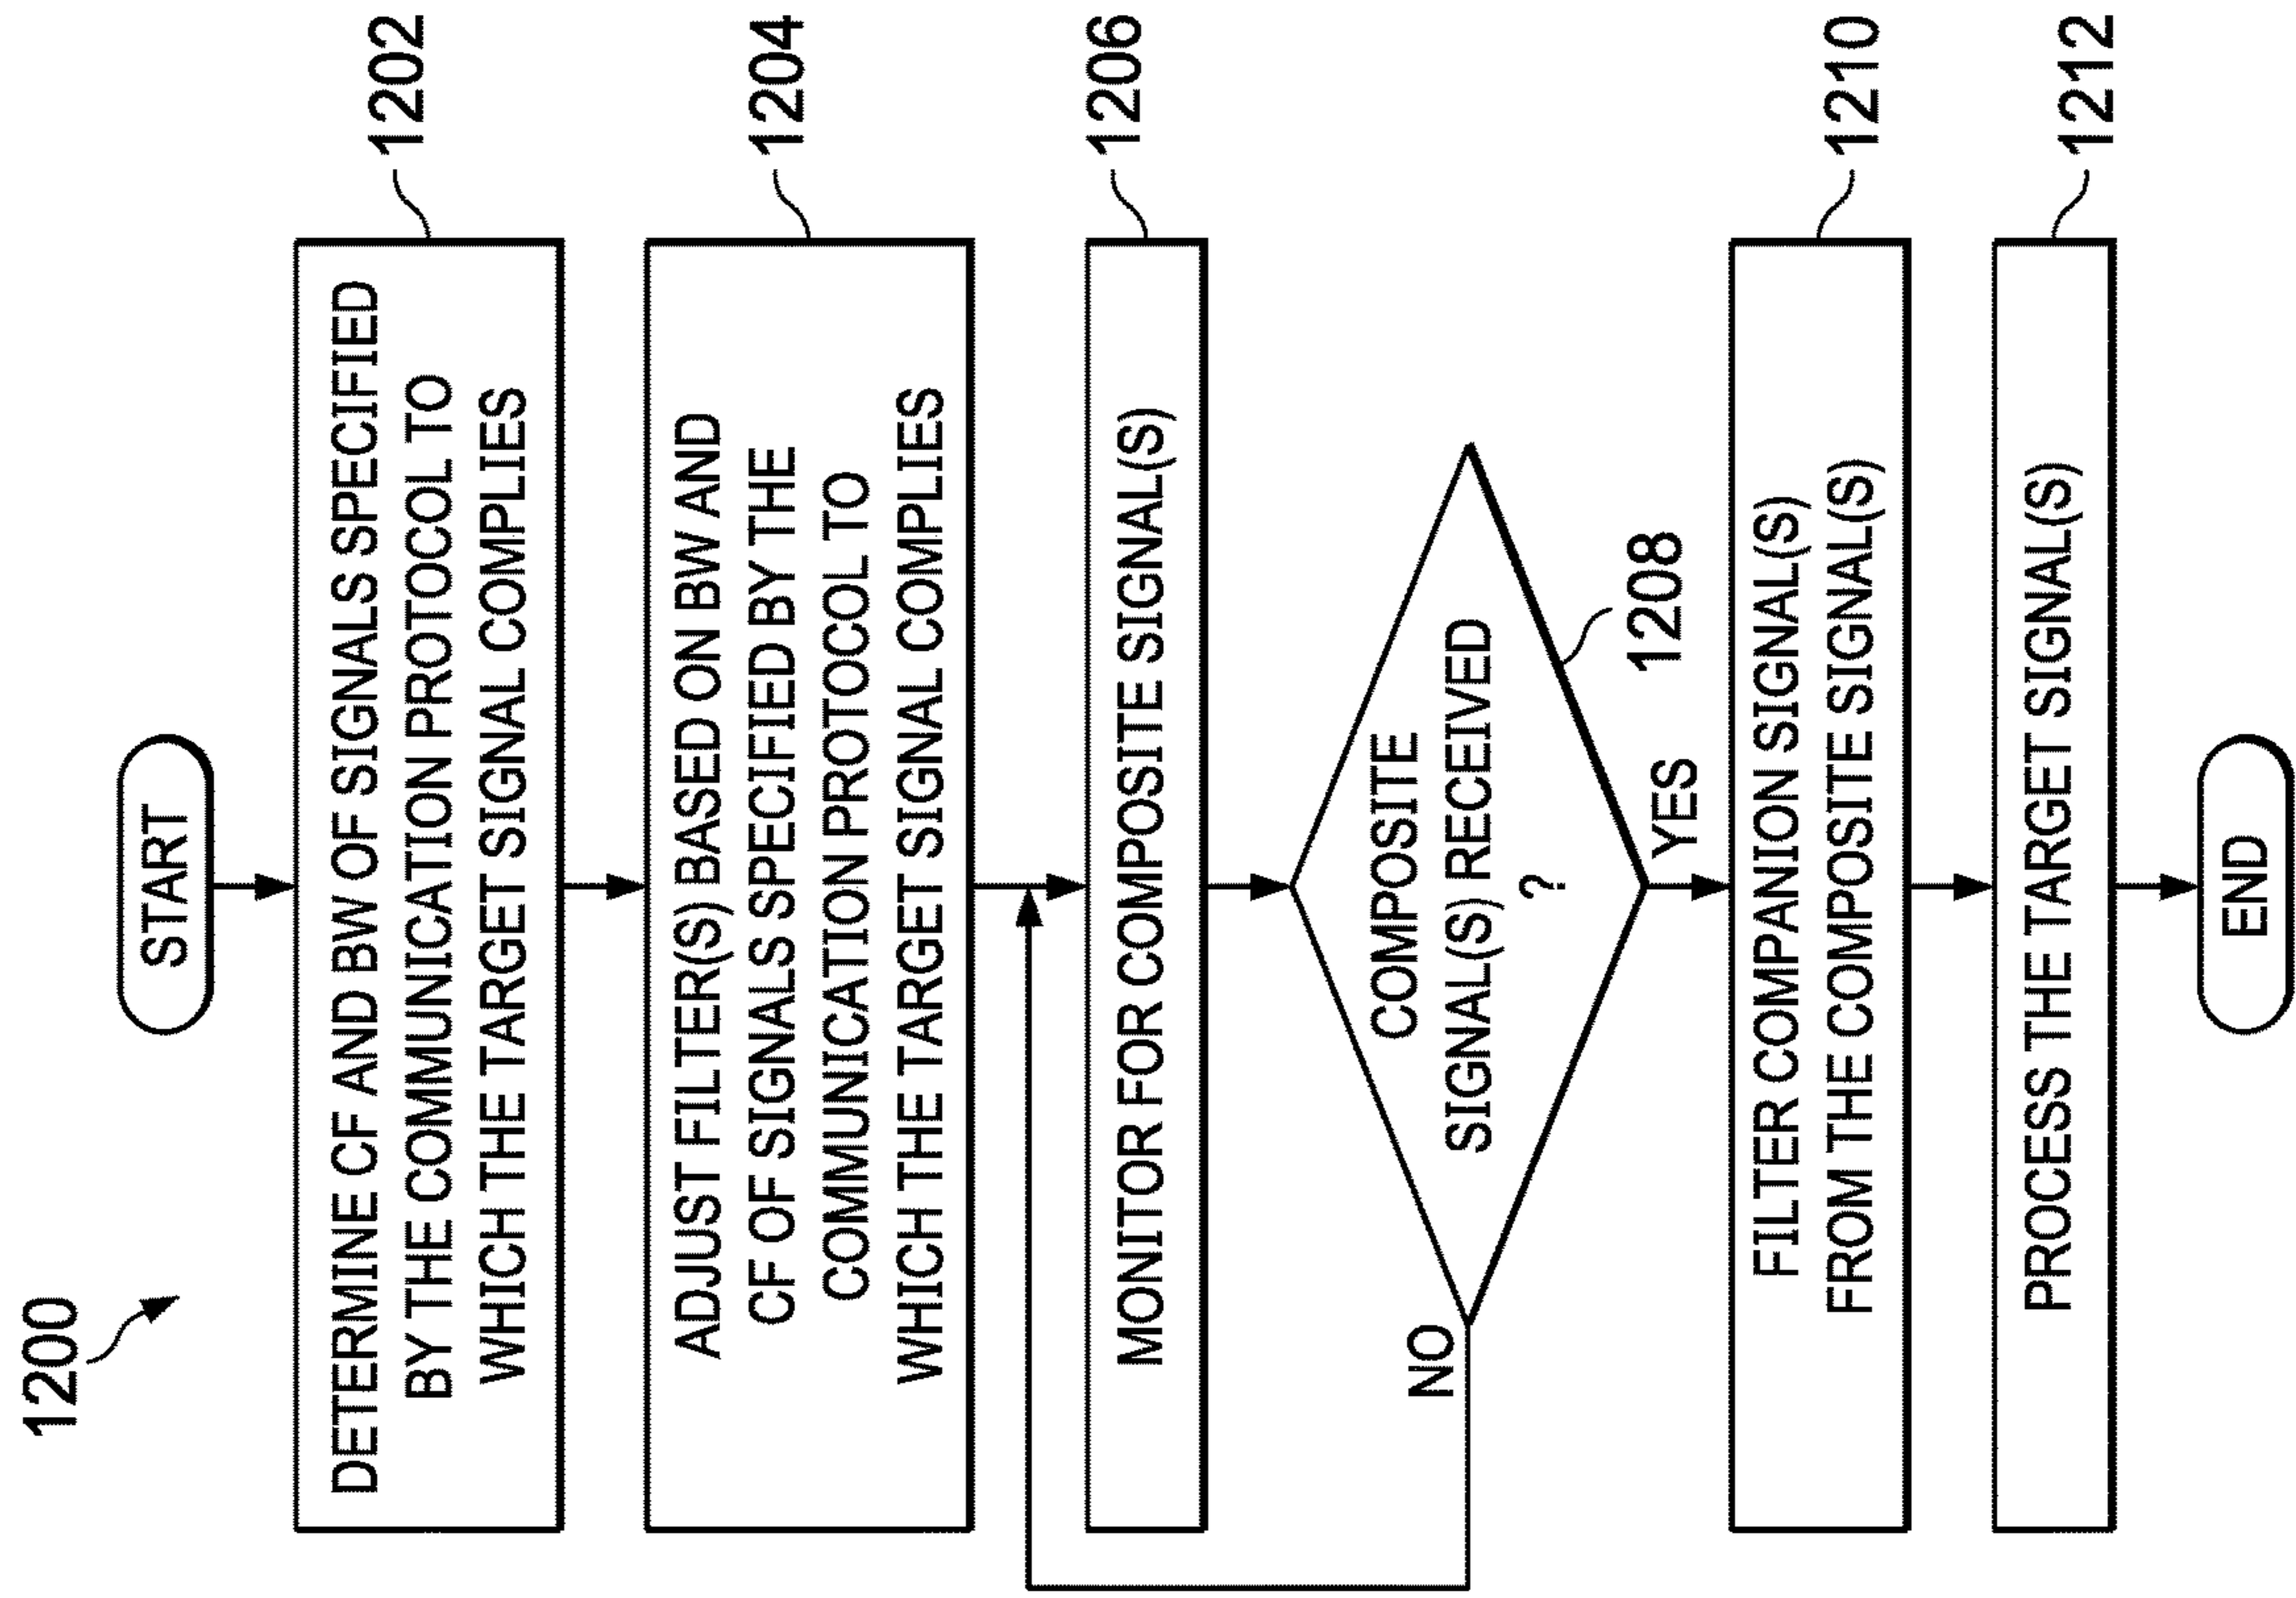 1200
START
DETERMINE CF AND BW OF SIGNALS SPECIFIED
BY THE COMMUNICATION PROTOCOL TO
WHICH THE TARGET SIGNAL COMPLIES
1202
ADJUST FILTER(S) BASED ON BW AND
CF OF SIGNALS SPECIFIED BY THE
COMMUNICATION PROTOCOL TO
WHICH THE TARGET SIGNAL COMPLIES
1204
MONITOR FOR COMPOSITE SIGNAL(S)
1206
COMPOSITE
SIGNAL(S) RECEIVED
?
1208
NO
YES
FILTER COMPANION SIGNAL(S)
FROM THE COMPOSITE SIGNAL(S)
1210
PROCESS THE TARGET SIGNAL(S)
1212
END